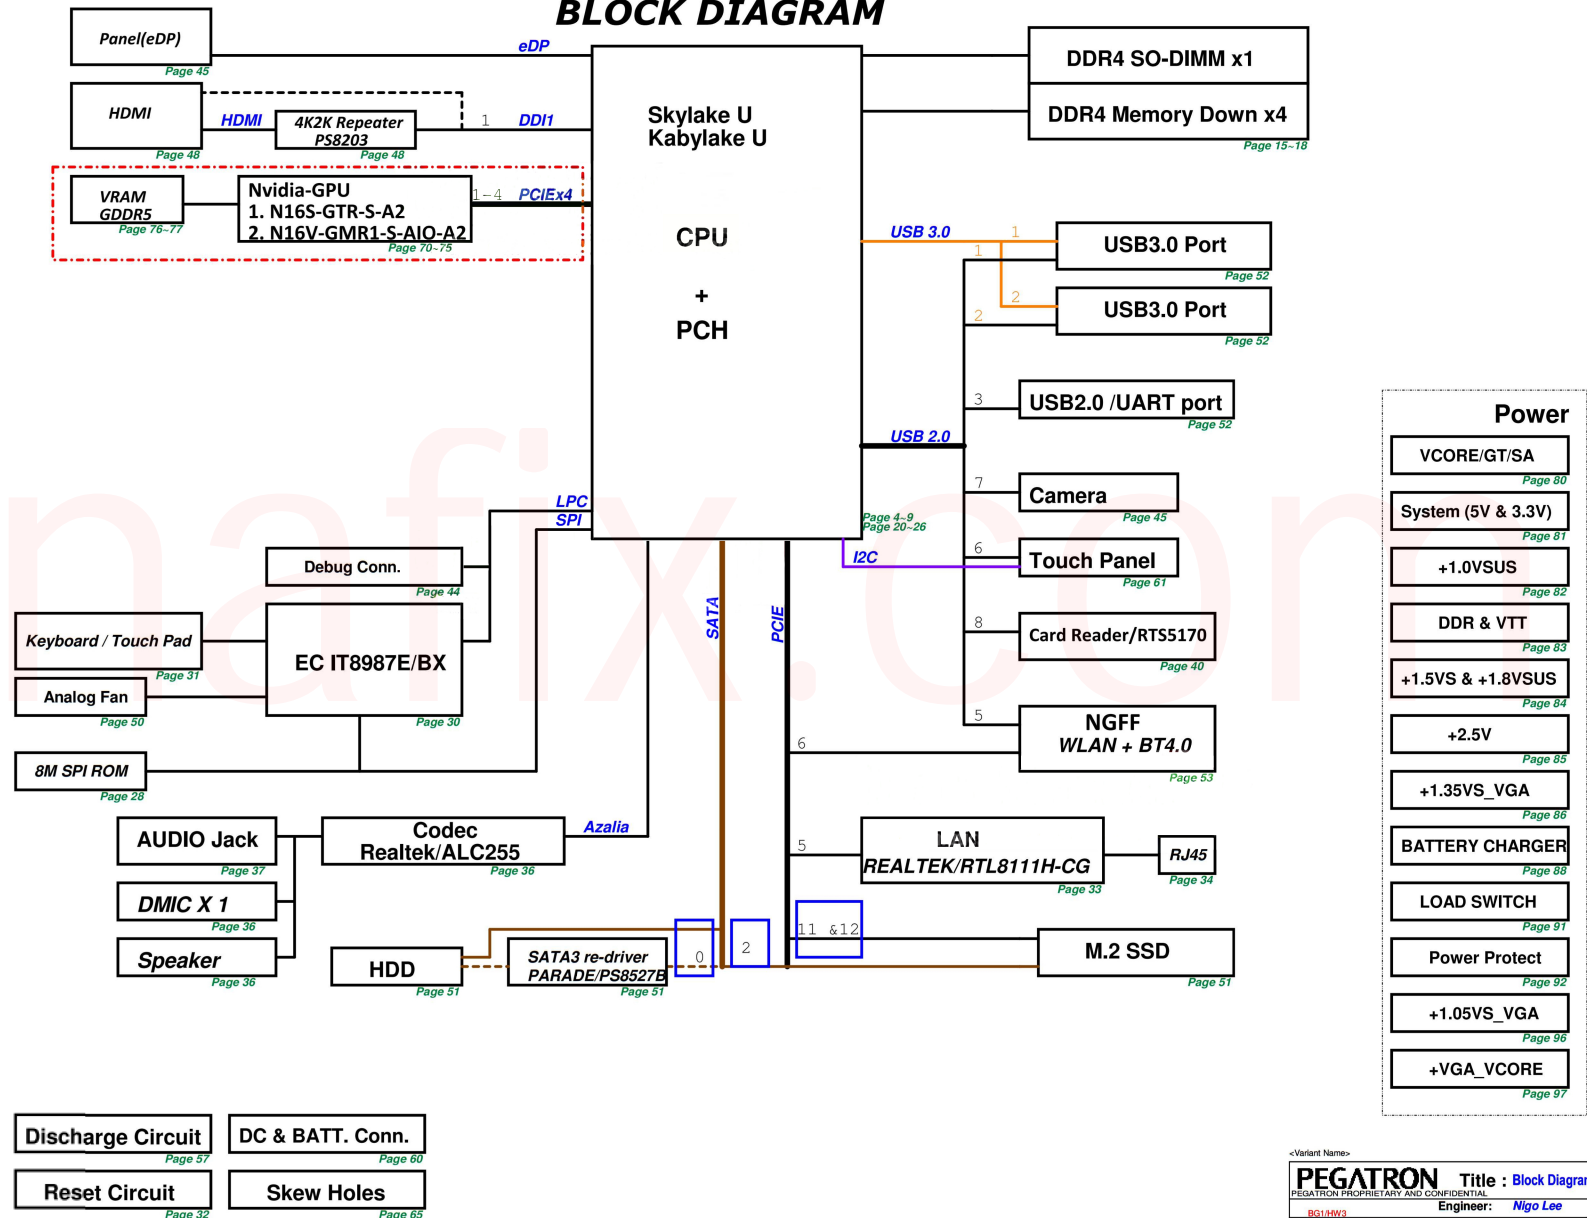 BLOCK DIAGRAM
Panel(eDP)
Page 45
eDP
HDMI
Page 48
HDMI
4K2K Repeater
PS8203
Page 48
1
DDI1
VRAM
GDDR5
Page 76~77
Nvidia-GPU
1. N16S-GTR-S-A2
2. N16V-GMR1-S-AIO-A2
Page 70~75
1-4
PCIEx4
Skylake U
Kabylake U
CPU
+
PCH
Page 4~9
Page 20~26
DDR4 SO-DIMM x1
DDR4 Memory Down x4
Page 15~18
USB 3.0
1
1
USB3.0 Port
Page 52
2
2
USB3.0 Port
Page 52
3
USB2.0 /UART port
Page 52
USB 2.0
7
Camera
Page 45
I2C
6
Touch Panel
Page 61
8
Card Reader/RTS5170
Page 40
5
6
NGFF
WLAN + BT4.0
Page 53
LPC
SPI
Debug Conn.
Page 44
Keyboard / Touch Pad
Page 31
EC IT8987E/BX
Page 30
Analog Fan
Page 50
8M SPI ROM
Page 28
SATA
PCIE
AUDIO Jack
Page 37
Codec
Realtek/ALC255
Page 36
Azalia
DMIC X 1
Page 36
Speaker
Page 36
5
LAN
REALTEK/RTL8111H-CG
Page 33
RJ45
Page 34
HDD
Page 51
SATA3 re-driver
PARADE/PS8527B
Page 51
0
2
11 &12
M.2 SSD
Page 51
Power
VCORE/GT/SA
Page 80
System (5V & 3.3V)
Page 81
+1.0VSUS
Page 82
DDR & VTT
Page 83
+1.5VS & +1.8VSUS
Page 84
+2.5V
Page 85
+1.35VS_VGA
Page 86
BATTERY CHARGER
Page 88
LOAD SWITCH
Page 91
Power Protect
Page 92
+1.05VS_VGA
Page 96
+VGA_VCORE
Page 97
Discharge Circuit
Page 57
DC & BATT. Conn.
Page 60
Reset Circuit
Page 32
Skew Holes
Page 65
<Variant Name>
PEGATRON
Title : Block Diagram
PEGATRON PROPRIETARY AND CONFIDENTIAL
BG1/HW3
Engineer: Nigo Lee
nafix.com